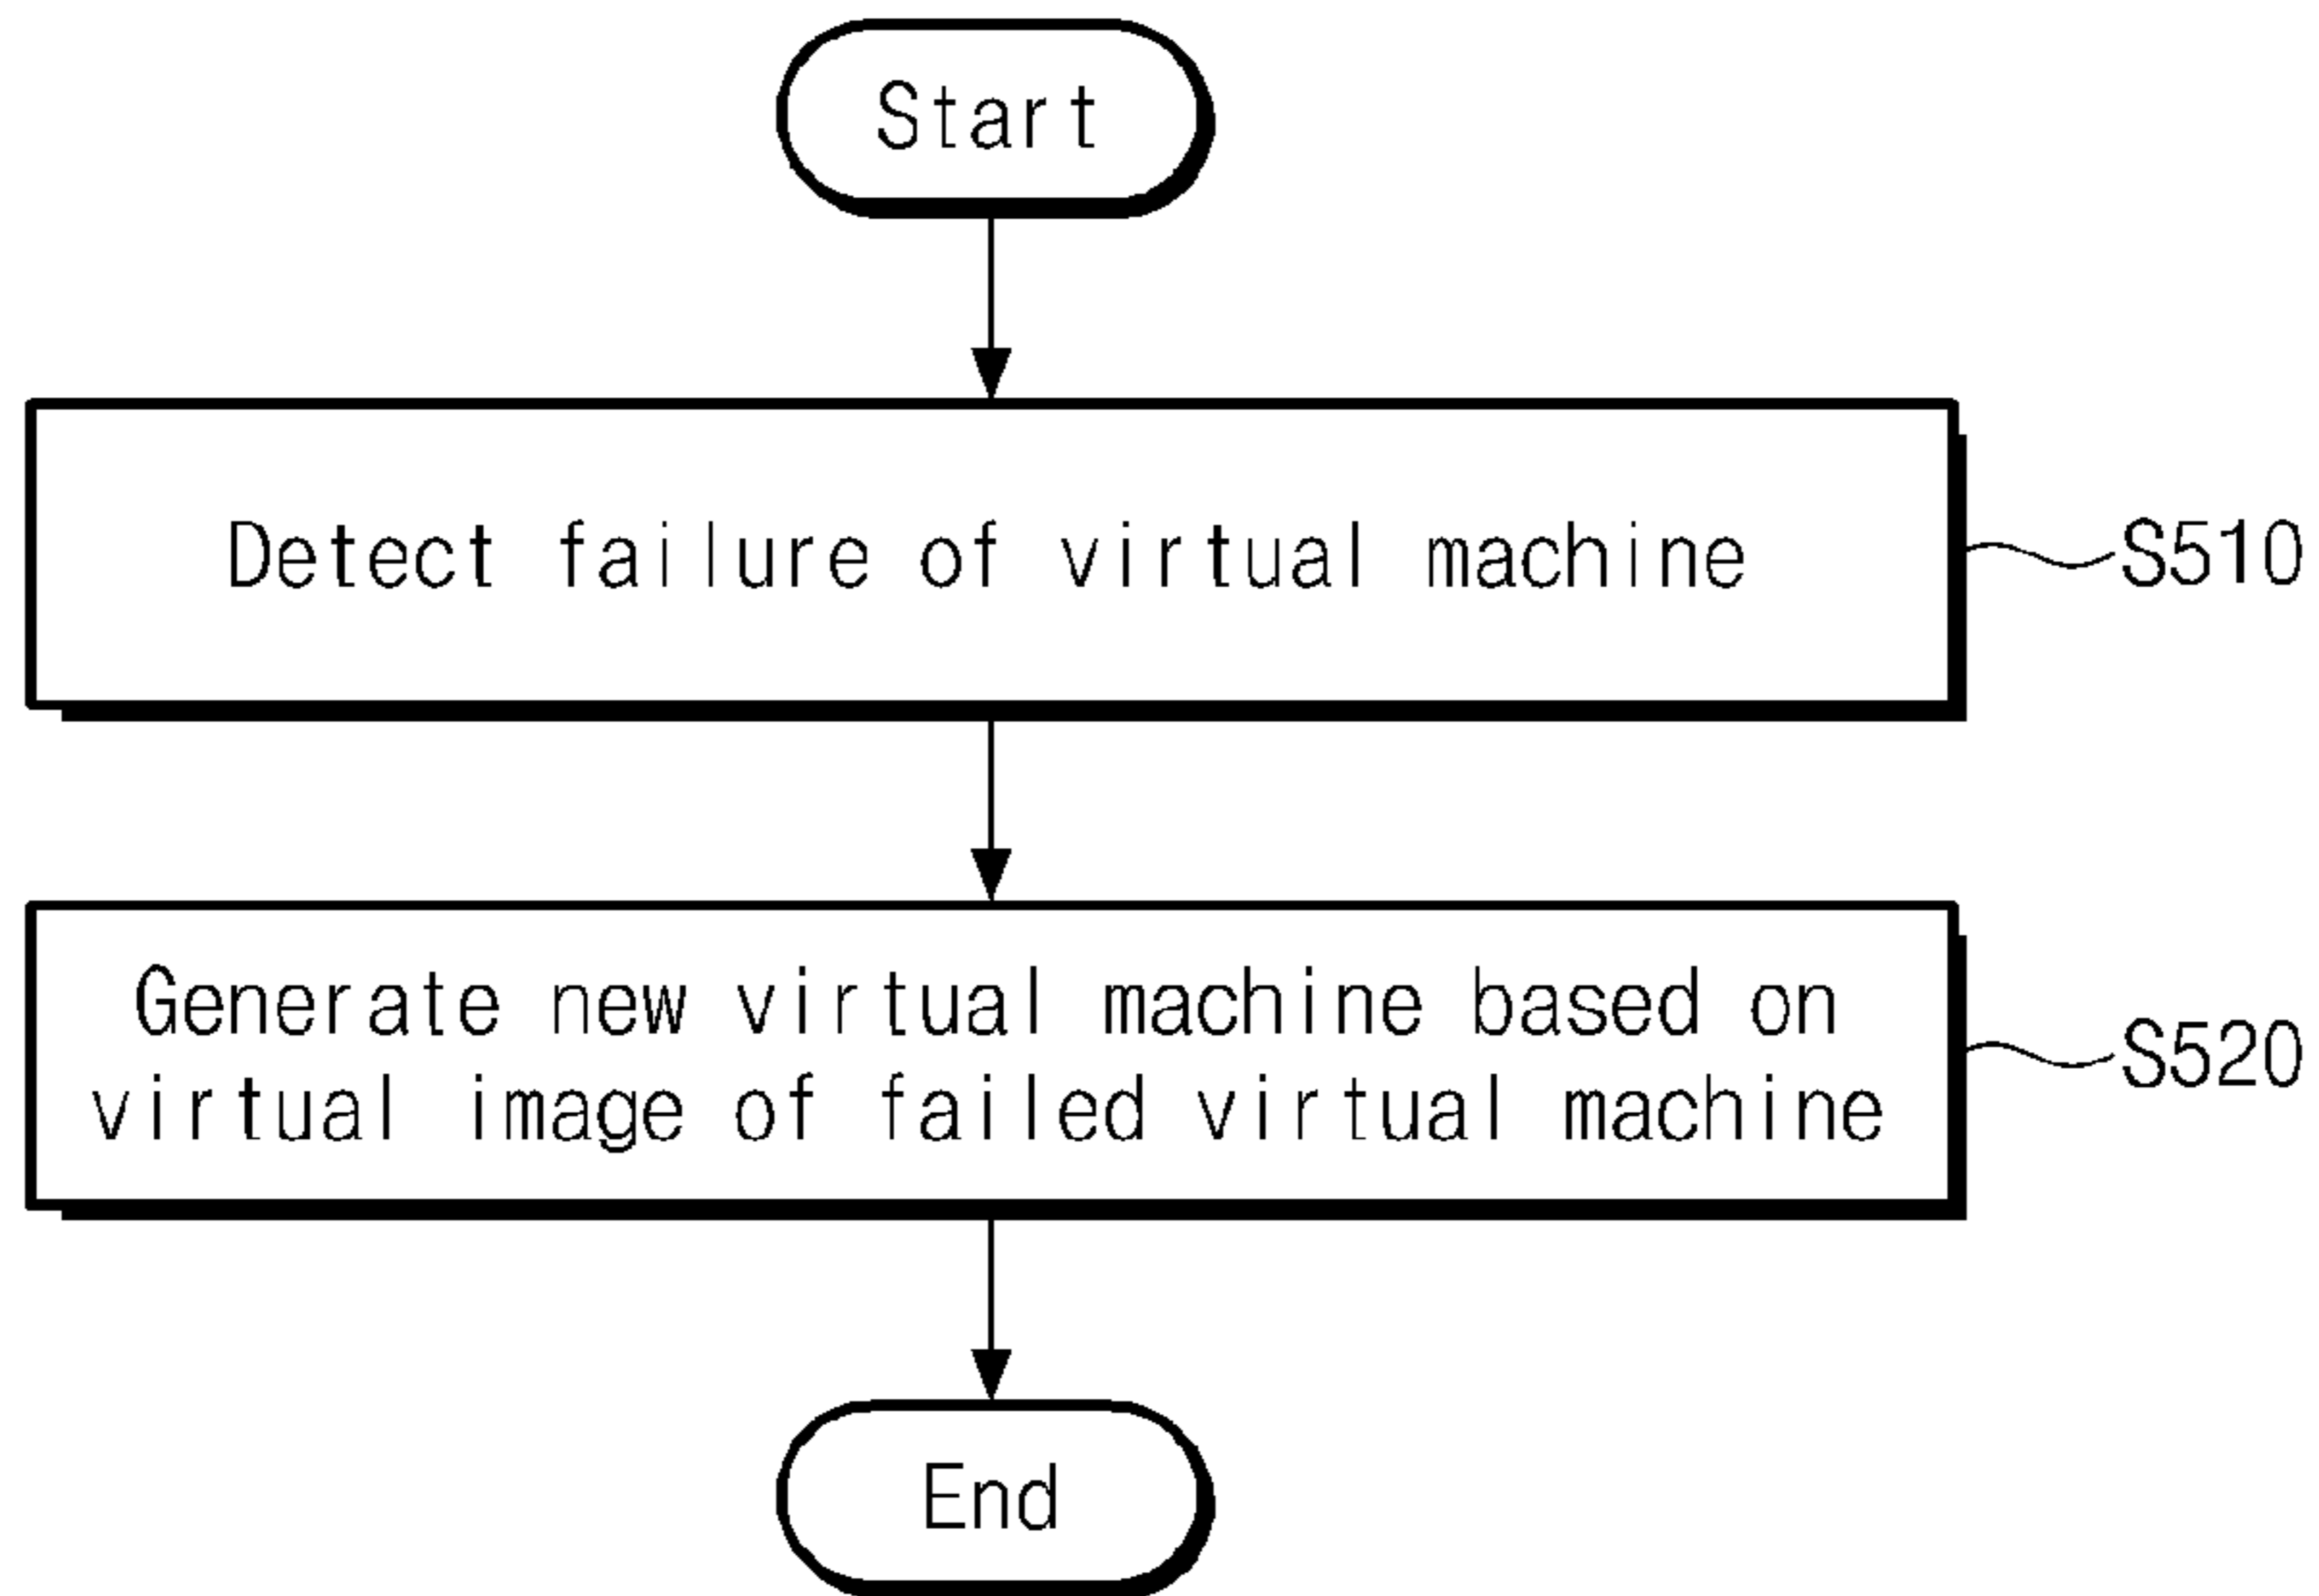 Start
Detect failure of virtual machine
S510
Generate new virtual machine based on
virtual image of failed virtual machine
S520
End